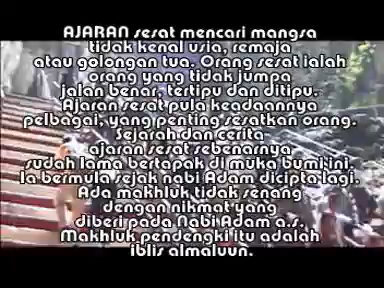 AJARAN sesat mencari mangsa
tidak kenal usia, remaja
atau golongan tua. Orang sesat ialah
orang yang tidak jumpa
jalan benar, tertipu dan ditipu.
Ajaran sesat pula keadaannya
pelbagai, yang penting sesatkan orang.
Sejarah dan cerita
ajaran sesat sebenarnya
sudah lama bertapak di muka bumi ini.
Ia bermula sejak nabi Adam dicipta lagi.
Ada makhluk tidak senang
dengan nikmat yang
diberi pada Nabi Adam a.s.
Makhluk pendengki itu adalah
iblis almaluun.